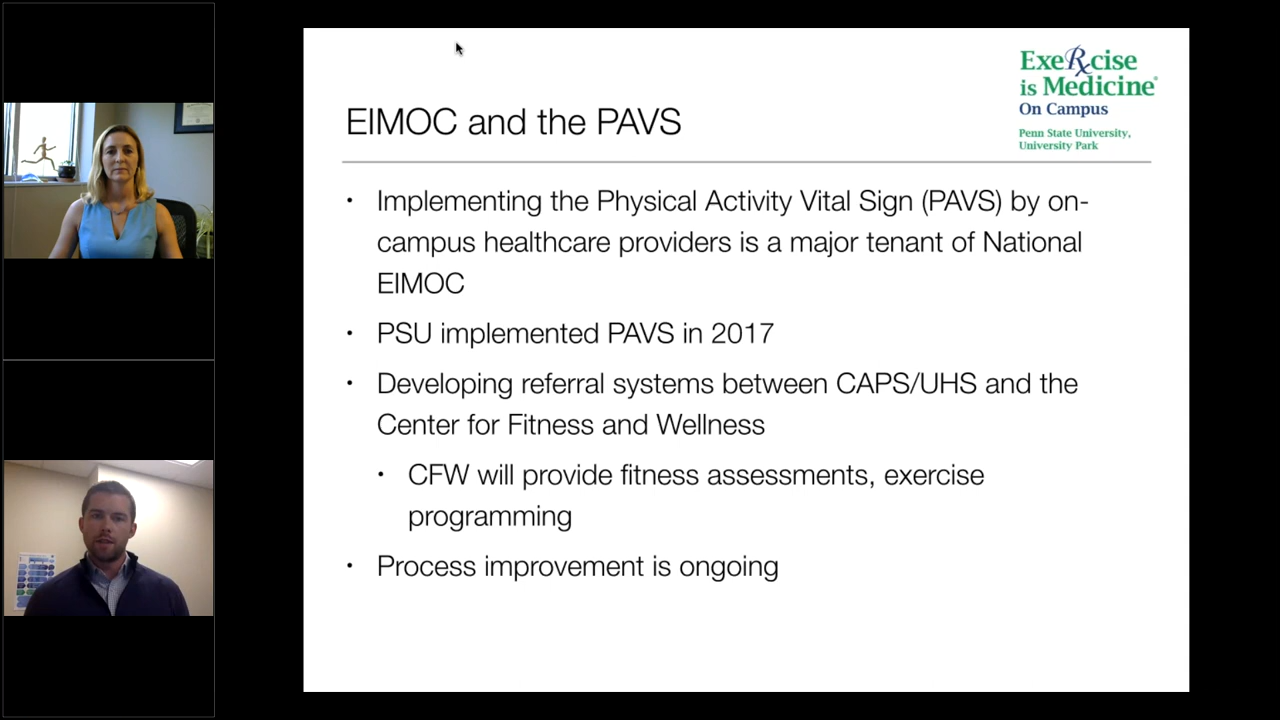 ExeRxcise
is Medicine®
On Campus
Penn State University,
University Park
EIMOC and the PAVS
• Implementing the Physical Activity Vital Sign (PAVS) by on-
campus healthcare providers is a major tenant of National
EIMOC
• PSU implemented PAVS in 2017
• Developing referral systems between CAPS/UHS and the
Center for Fitness and Wellness
• CFW will provide fitness assessments, exercise
programming
• Process improvement is ongoing